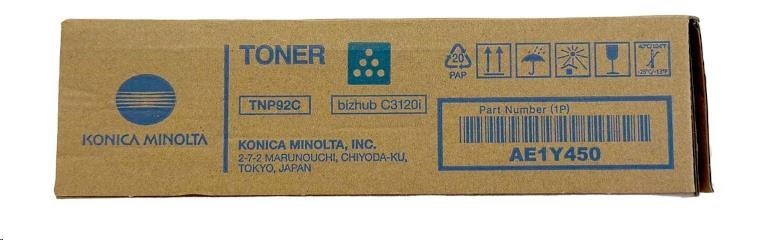 KONICA MINOLTA
TONER
TNP92C
bizhub C3120i
KONICA MINOLTA, INC.
2-7-2 MARUNOUCHI, CHIYODA-KU,
TOKYO, JAPAN
20
PAP
Part Number (1P)
AE1Y450